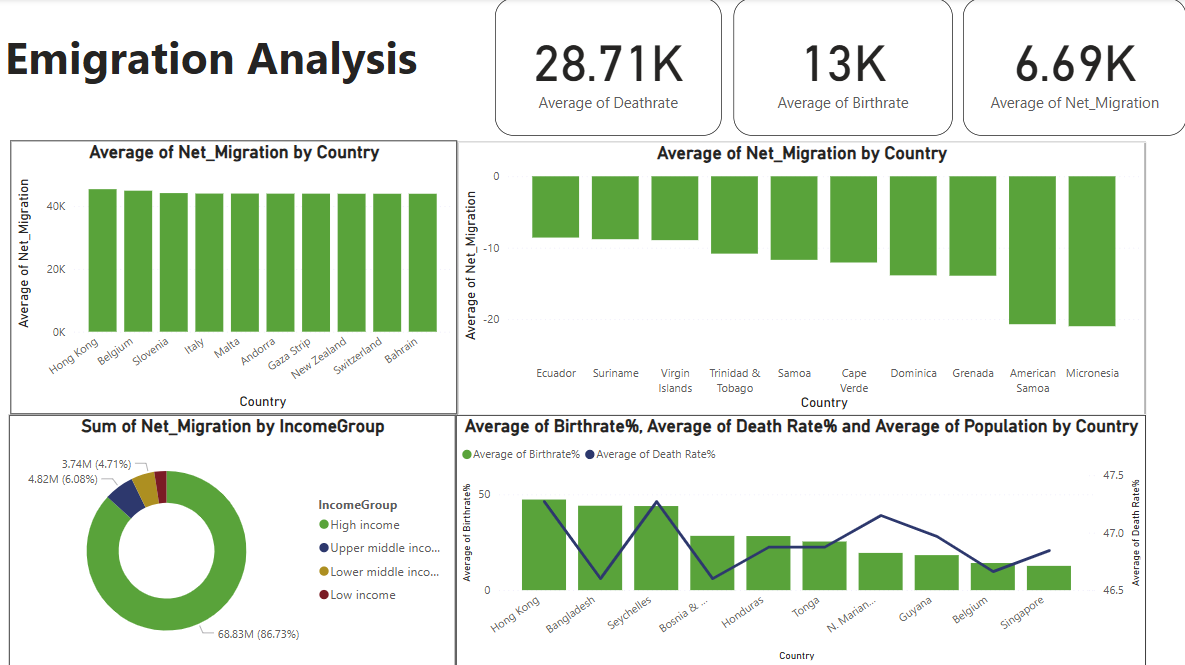 Emigration Analysis
28.71K
Average of Deathrate
13K
Average of Birthrate
6.69K
Average of Net_Migration
Average of Net_Migration by Country
Average of Net_Migration
40K
20K
0K
Hong Kong
Belgium
Slovenia
Italy
Malta
Andorra
Gaza Strip
New Zealand
Switzerland
Bahrain
Country
Average of Net_Migration by Country
Average of Net_Migration
0
-10
-20
Ecuador
Suriname
Virgin
Islands
Trinidad &
Tobago
Samoa
Cape
Verde
Dominica
Grenada
American
Samoa
Micronesia
Country
Sum of Net_Migration by IncomeGroup
3.74M (4.71%)
4.82M (6.08%)
68.83M (86.73%)
IncomeGroup
High income
Upper middle inco...
Lower middle inco...
Low income
Average of Birthrate%, Average of Death Rate% and Average of Population by Country
Average of Birthrate%
Average of Death Rate%
Average of Birthrate%
50
0
47.5
47.0
46.5
Average of Death Rate%
Hong Kong
Bangladesh
Seychelles
Bosnia & ...
Honduras
Tonga
N. Marian...
Guyana
Belgium
Singapore
Country